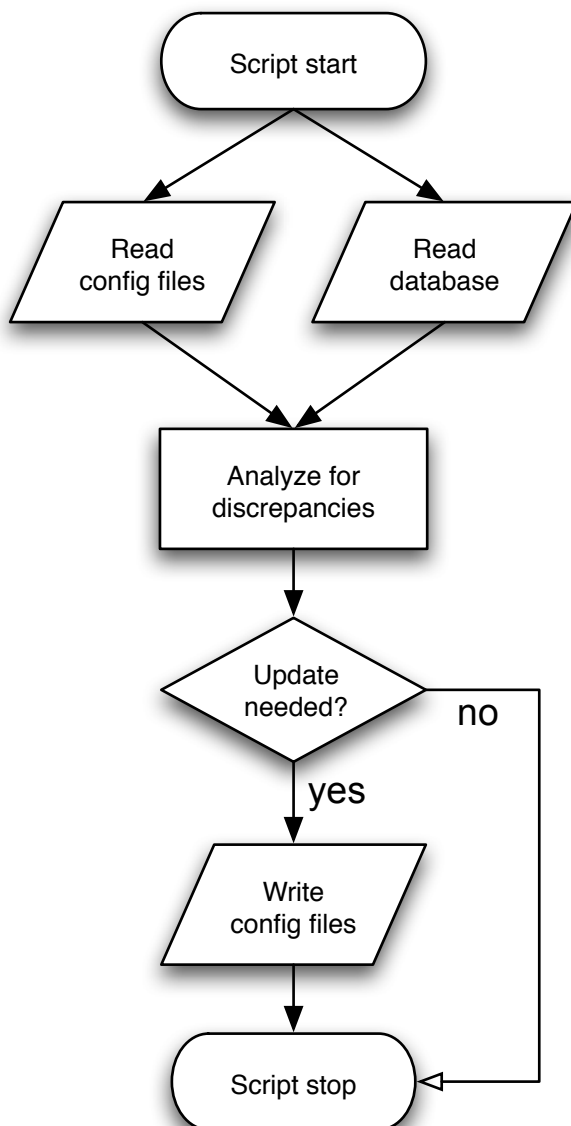 Script start
Read
config files
Read
database
Analyze for
discrepancies
Update
needed?
no
yes
Write
config files
Script stop